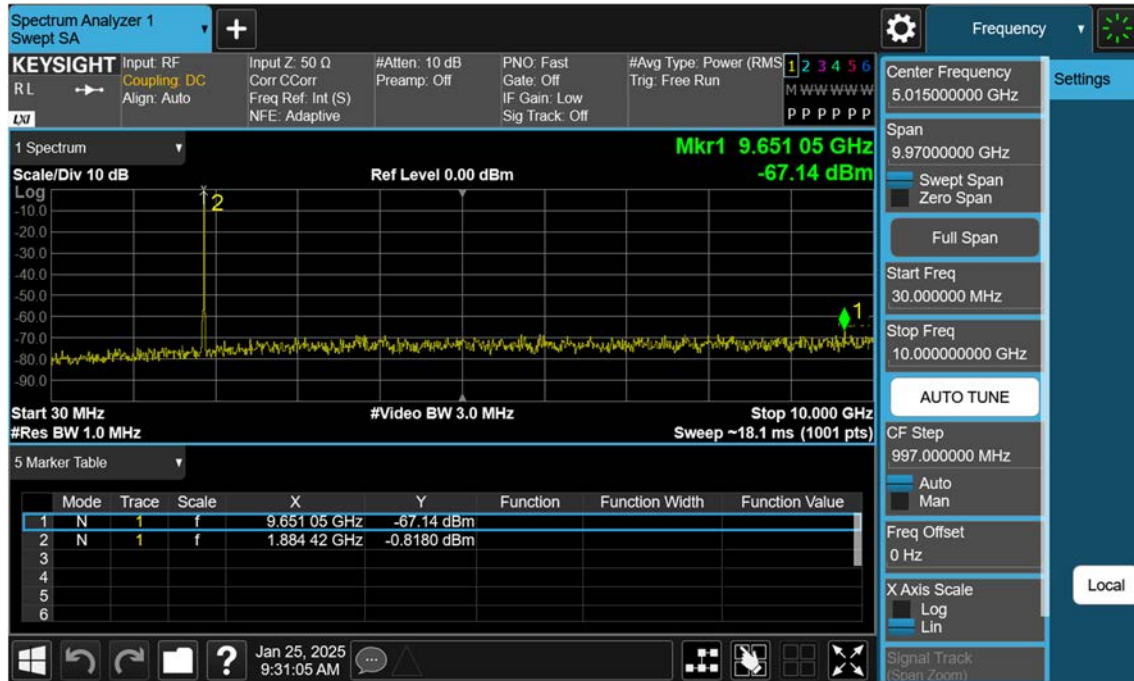 Spectrum Analyzer 1
Swept SA
+
Frequency
KEYSIGHT
RL
LXI
Input: RF
Coupling: DC
Align: Auto
Input Z: 50 Ω
Corr CCorr
Freq Ref: Int (S)
NFE: Adaptive
#Atten: 10 dB
Preamp: Off
PNO: Fast
Gate: Off
IF Gain: Low
Sig Track: Off
#Avg Type: Power (RMS
Trig: Free Run
1 2 3 4 5 6
M W W W W W
P P P P P P
1 Spectrum
Mkr1 9.651 05 GHz
Scale/Div 10 dB
Ref Level 0.00 dBm
-67.14 dBm
Log
2
-10.0
-20.0
-30.0
-40.0
-50.0
-60.0
1
-70.0
-80.0
-90.0
Start 30 MHz
#Video BW 3.0 MHz
Stop 10.000 GHz
#Res BW 1.0 MHz
Sweep ~18.1 ms (1001 pts)
5 Marker Table
Mode Trace Scale X Y Function Function Width Function Value
1 N 1 f 9.651 05 GHz -67.14 dBm
2 N 1 f 1.884 42 GHz -0.8180 dBm
3
4
5
6
?
Jan 25, 2025
9:31:05 AM
Center Frequency
5.015000000 GHz
Settings
Span
9.97000000 GHz
Swept Span
Zero Span
Full Span
Start Freq
30.000000 MHz
Stop Freq
10.000000000 GHz
AUTO TUNE
CF Step
997.000000 MHz
Auto
Man
Freq Offset
0 Hz
X Axis Scale
Log
Lin
Local
Signal Track
(Span Zoom)